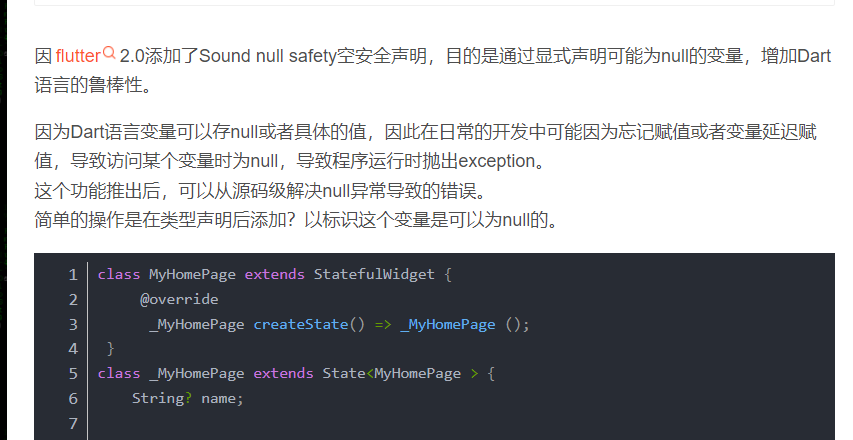 因flutter 2.0添加了Sound null safety空安全声明，目的是通过显式声明可能为null的变量，增加Dart
语言的鲁棒性。
因为Dart语言变量可以存null或者具体的值，因此在日常的开发中可能因为忘记赋值或者变量延迟赋
值，导致访问某个变量时为null，导致程序运行时抛出exception。
这个功能推出后，可以从源码级解决null异常导致的错误。
简单的操作是在类型声明后添加？以标识这个变量是可以为null的。
1 class MyHomePage extends StatefulWidget {
2 @override
3 _MyHomePage createState() => _MyHomePage ();
4 }
5 class _MyHomePage extends State<MyHomePage > {
6 String? name;
7